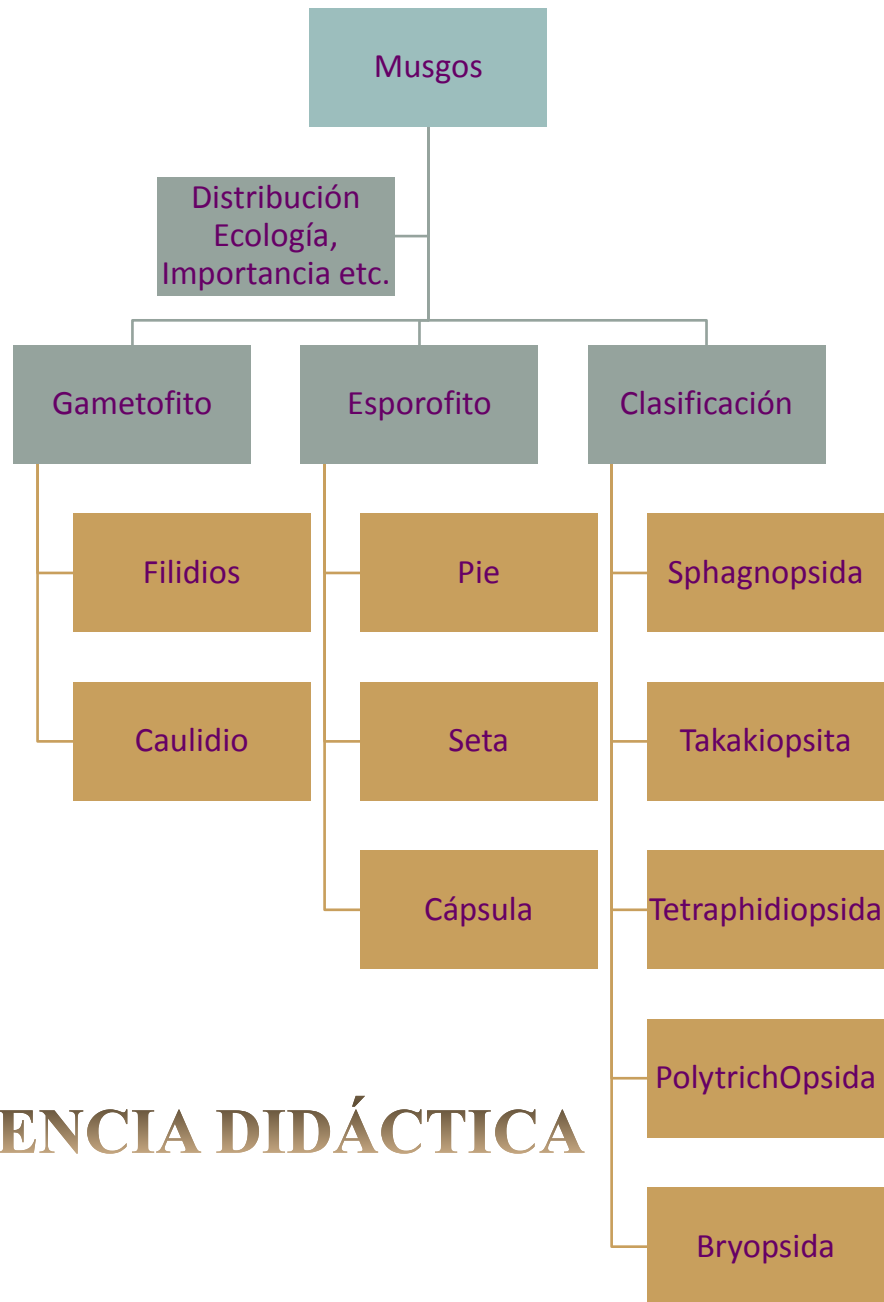 Musgos
Distribución
Ecología,
Importancia etc.
Gametofito
Esporofito
Clasificación
Filidios
Pie
Sphagnopsida
Caulidio
Seta
Takakiopsita
Cápsula
Tetraphidiopsida
PolytrichOpsida
ENCIA DIDÁCTICA
Bryopsida